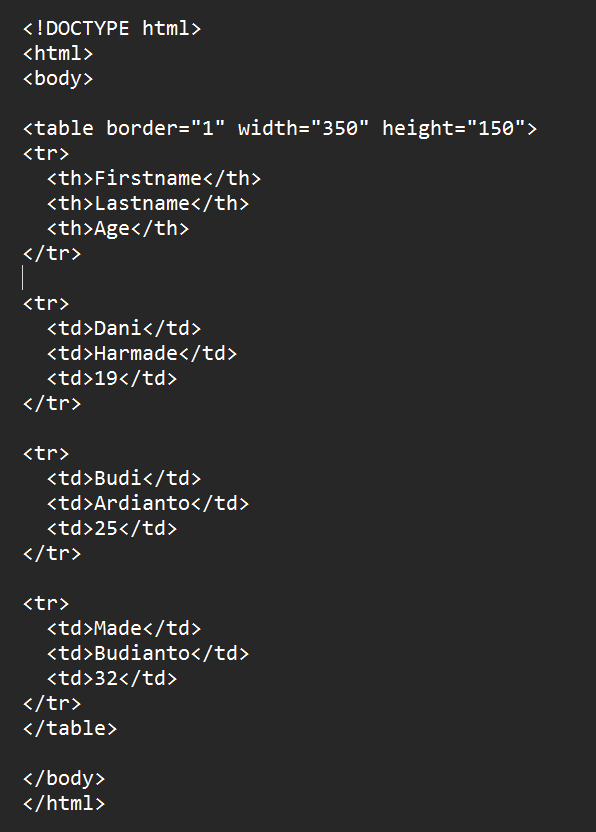 <!DOCTYPE html>
<html>
<body>

<table border="1" width="350" height="150">
<tr>
  <th>Firstname</th>
  <th>Lastname</th>
  <th>Age</th>
</tr>

<tr>
  <td>Dani</td>
  <td>Harmade</td>
  <td>19</td>
</tr>

<tr>
  <td>Budi</td>
  <td>Ardianto</td>
  <td>25</td>
</tr>

<tr>
  <td>Made</td>
  <td>Budianto</td>
  <td>32</td>
</tr>
</table>

</body>
</html>